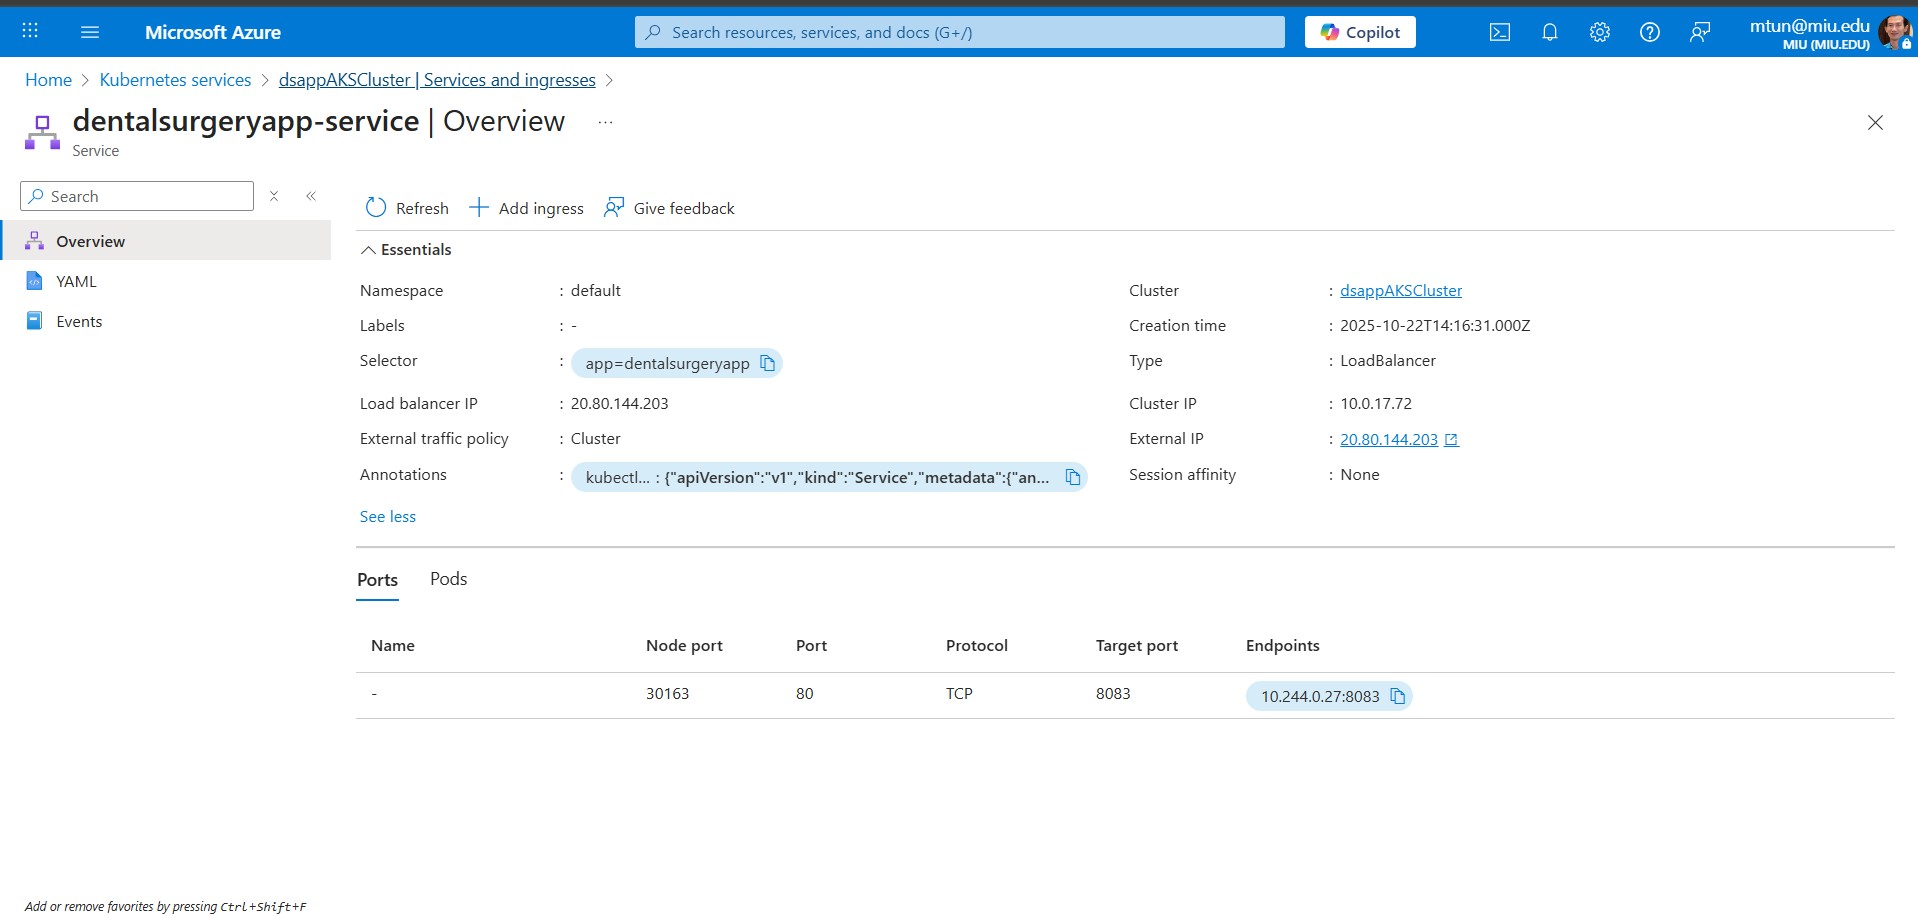 Microsoft Azure
Search resources, services, and docs (G+/)
Copilot
mtun@miu.edu
MIU (MIU.EDU)
Home > Kubernetes services > dsappAKSCluster | Services and ingresses >
dentalsurgeryapp-service | Overview ...
Service
Search
Overview
YAML
Events
Refresh
Add ingress
Give feedback
Essentials
Namespace : default
Cluster : dsappAKSCluster
Labels : -
Creation time : 2025-10-22T14:16:31.000Z
Selector : app=dentalsurgeryapp
Type : LoadBalancer
Load balancer IP : 20.80.144.203
Cluster IP : 10.0.17.72
External traffic policy : Cluster
External IP : 20.80.144.203
Annotations : kubectl... : {"apiVersion":"v1","kind":"Service","metadata":{"an...
Session affinity : None
See less
Ports Pods
Name Node port Port Protocol Target port Endpoints
- 30163 80 TCP 8083 10.244.0.27:8083
Add or remove favorites by pressing Ctrl+Shift+F